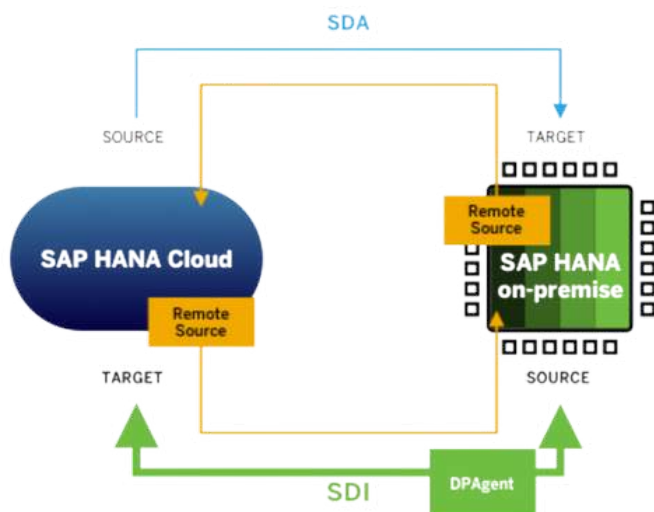 SDA
SOURCE
TARGET
Remote
Source
SAP HANA Cloud
SAP HANA
on-premise
Remote
Source
TARGET
SOURCE
SDI
DPAgent